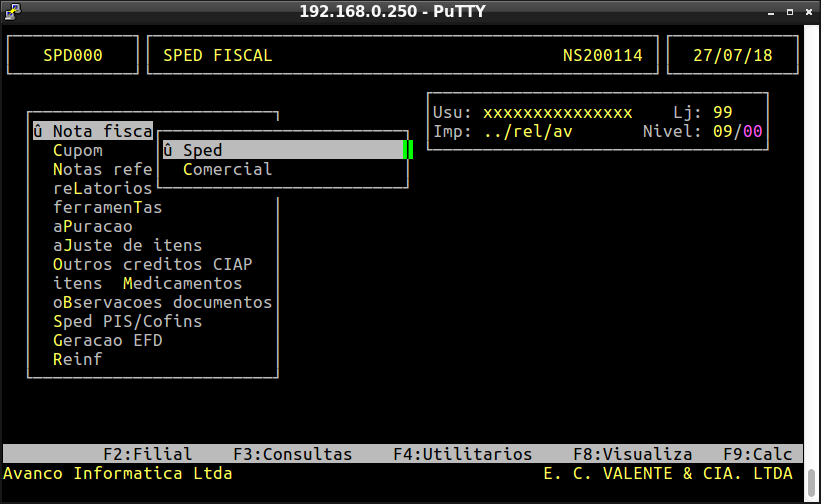 192.168.0.250 - PuTTY
SPD000 SPED FISCAL NS200114 27/07/18
Usu: xxxxxxxxxxxxxxx Lj: 99
Imp: ../rel/av Nivel: 09/00
û Nota fisca
Cupom
Notas refe
reLatorios
ferramenTas
aPuracao
aJuste de itens
Outros creditos CIAP
itens Medicamentos
oBservacoes documentos
Sped PIS/Cofins
Geracao EFD
Reinf
û Sped
Comercial
F2:Filial F3:Consultas F4:Utilitarios F8:Visualiza F9:Calc
Avanco Informatica Ltda E. C. VALENTE & CIA. LTDA